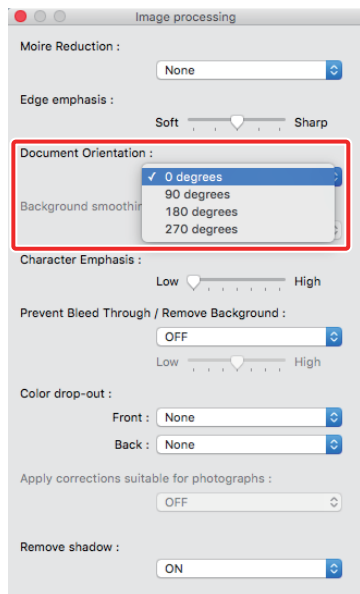 Image processing
Moire Reduction :
None
Edge emphasis :
Soft Sharp
Document Orientation :
✓ 0 degrees
90 degrees
Background smoothin
180 degrees
270 degrees
Character Emphasis :
Low High
Prevent Bleed Through / Remove Background :
OFF
Low High
Color drop-out :
Front : None
Back : None
Apply corrections suitable for photographs :
OFF
Remove shadow :
ON